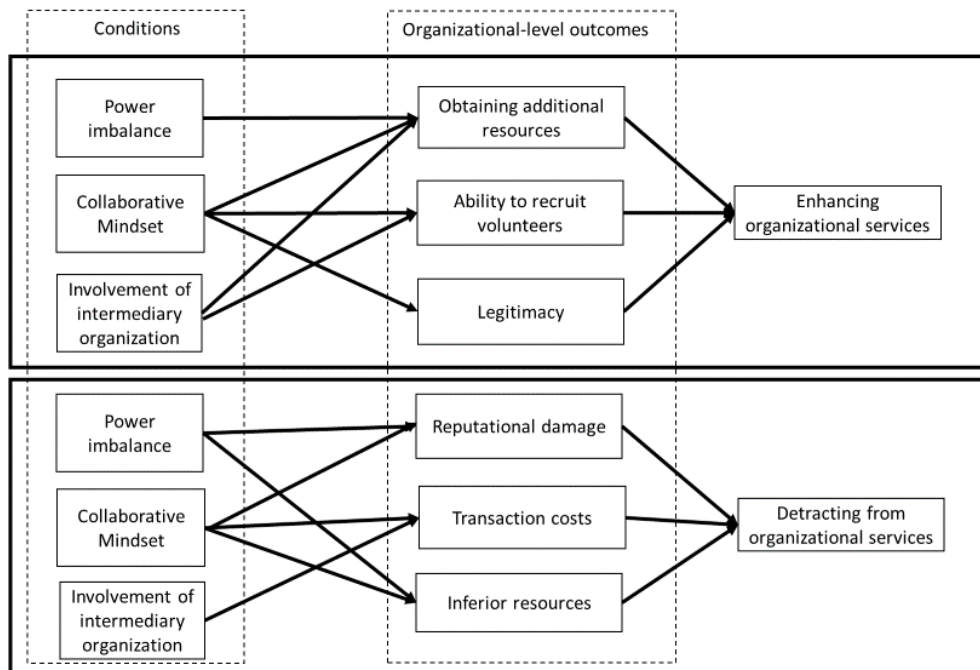 Conditions
Organizational-level outcomes
Power
imbalance
Obtaining additional
resources
Collaborative
Mindset
Ability to recruit
volunteers
Enhancing
organizational services
Involvement of
intermediary
organization
Legitimacy
Power
imbalance
Reputational damage
Collaborative
Mindset
Transaction costs
Detracting from
organizational services
Involvement of
intermediary
organization
Inferior resources